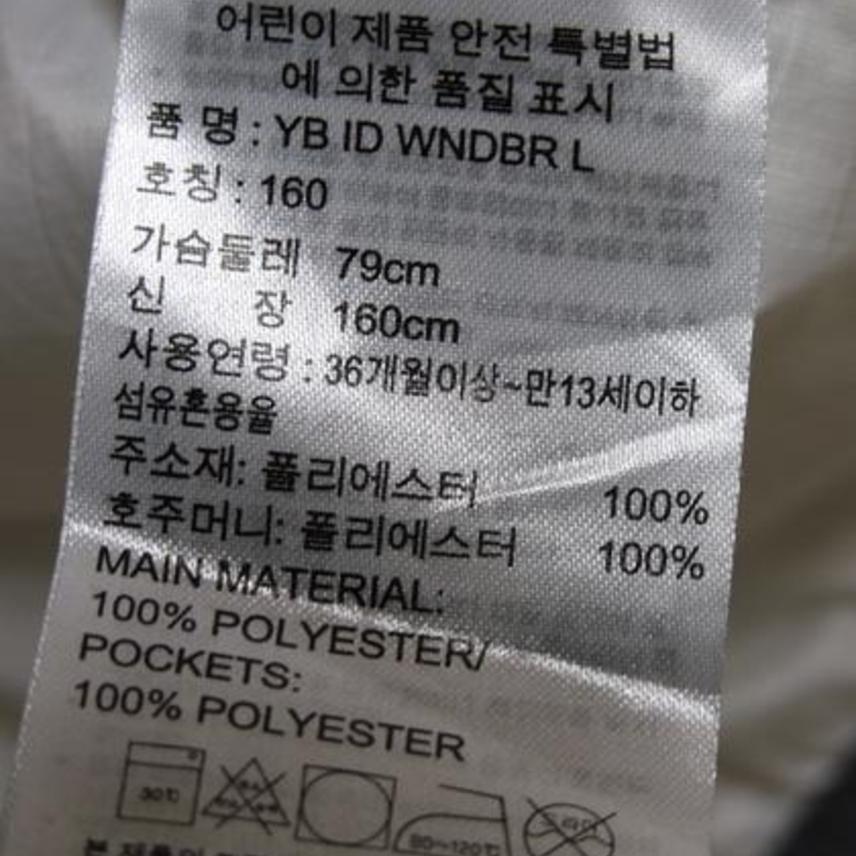 어린이 제품 안전 특별법
에 의한 품질 표시
품 명 : YB ID WNDBR L
호칭 : 160
가슴둘레 79cm
신 장 160cm
사용연령 : 36개월이상~만13세이하
섬유혼용율
주소재: 폴리에스터 100%
호주머니: 폴리에스터 100%
MAIN MATERIAL:
100% POLYESTER/
POCKETS:
100% POLYESTER
30℃ 80~120℃